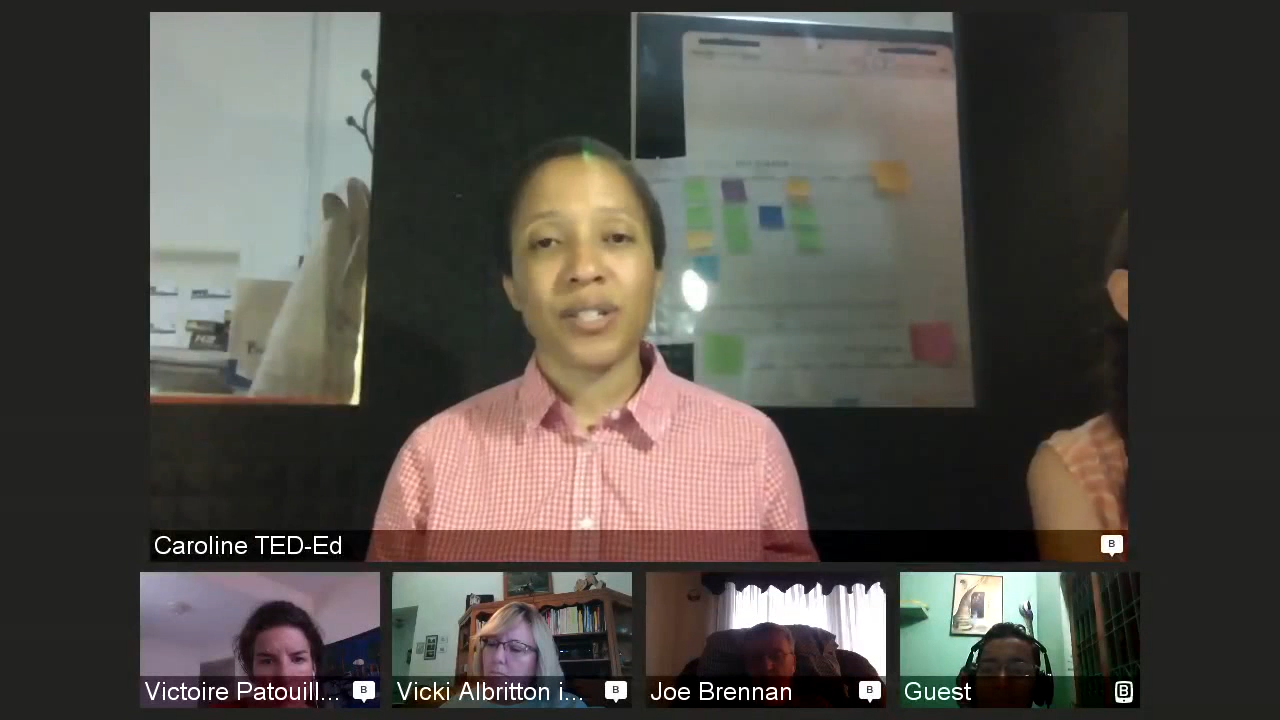 Caroline TED-Ed
B
Victoire Patouill...
B
Vicki Albritton i...
B
Joe Brennan
B
Guest
B